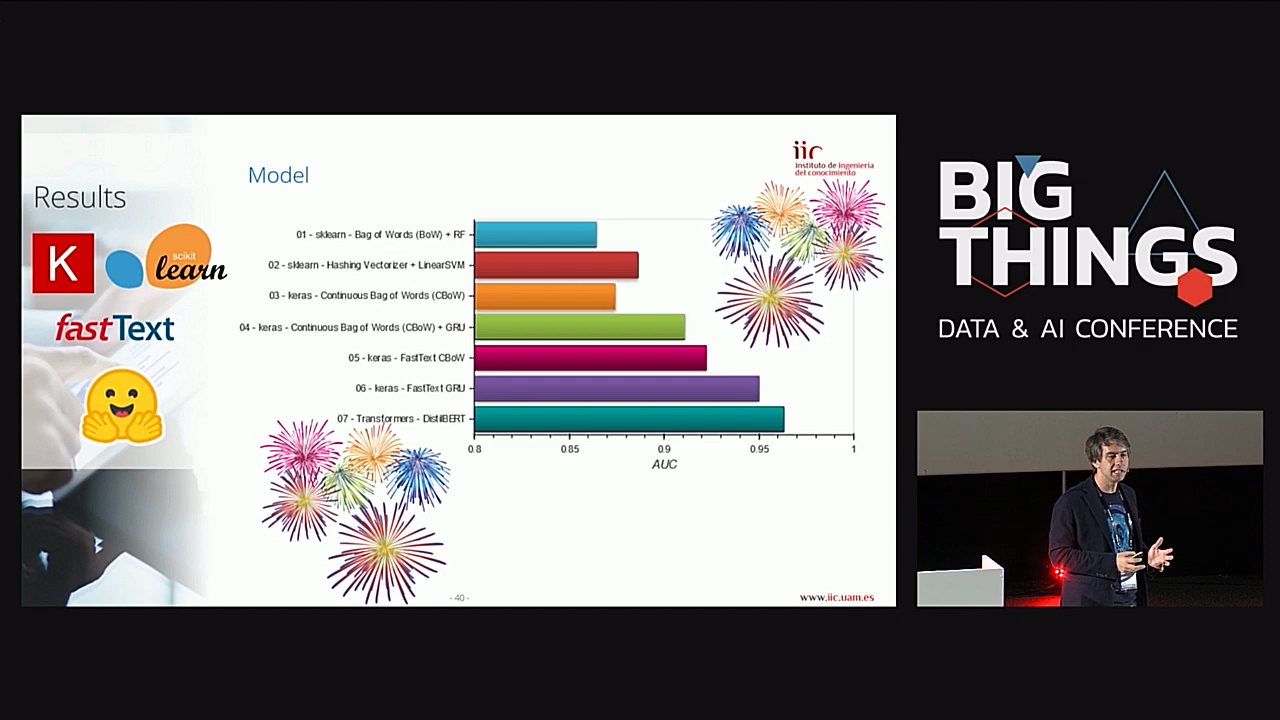 Results
K
scikit
learn
fastText
Model
iic
instituto de ingeniería
del conocimiento
01 - sklearn - Bag of Words (BoW) + RF
02 - sklearn - Hashing Vectorizer + LinearSVM
03 - keras - Continuous Bag of Words (CBoW)
04 - keras - Continuous Bag of Words (CBoW) + GRU
05 - keras - FastText CBoW
06 - keras - FastText GRU
07 - Transformers - DistilBERT
0.8 0.85 0.9 0.95 1
AUC
- 40 -
www.iic.uam.es
BIG
THINGS
DATA & AI CONFERENCE